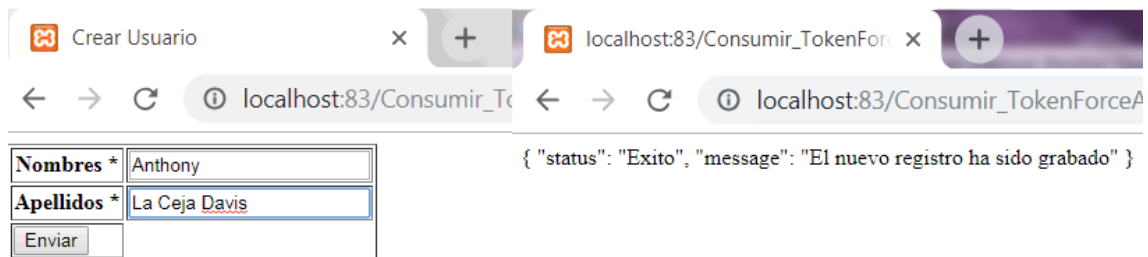 Crear Usuario
localhost:83/Consumir_To
Nombres * Anthony
Apellidos * La Ceja Davis
Enviar
localhost:83/Consumir_TokenForc
localhost:83/Consumir_TokenForceA
{ "status": "Exito", "message": "El nuevo registro ha sido grabado" }